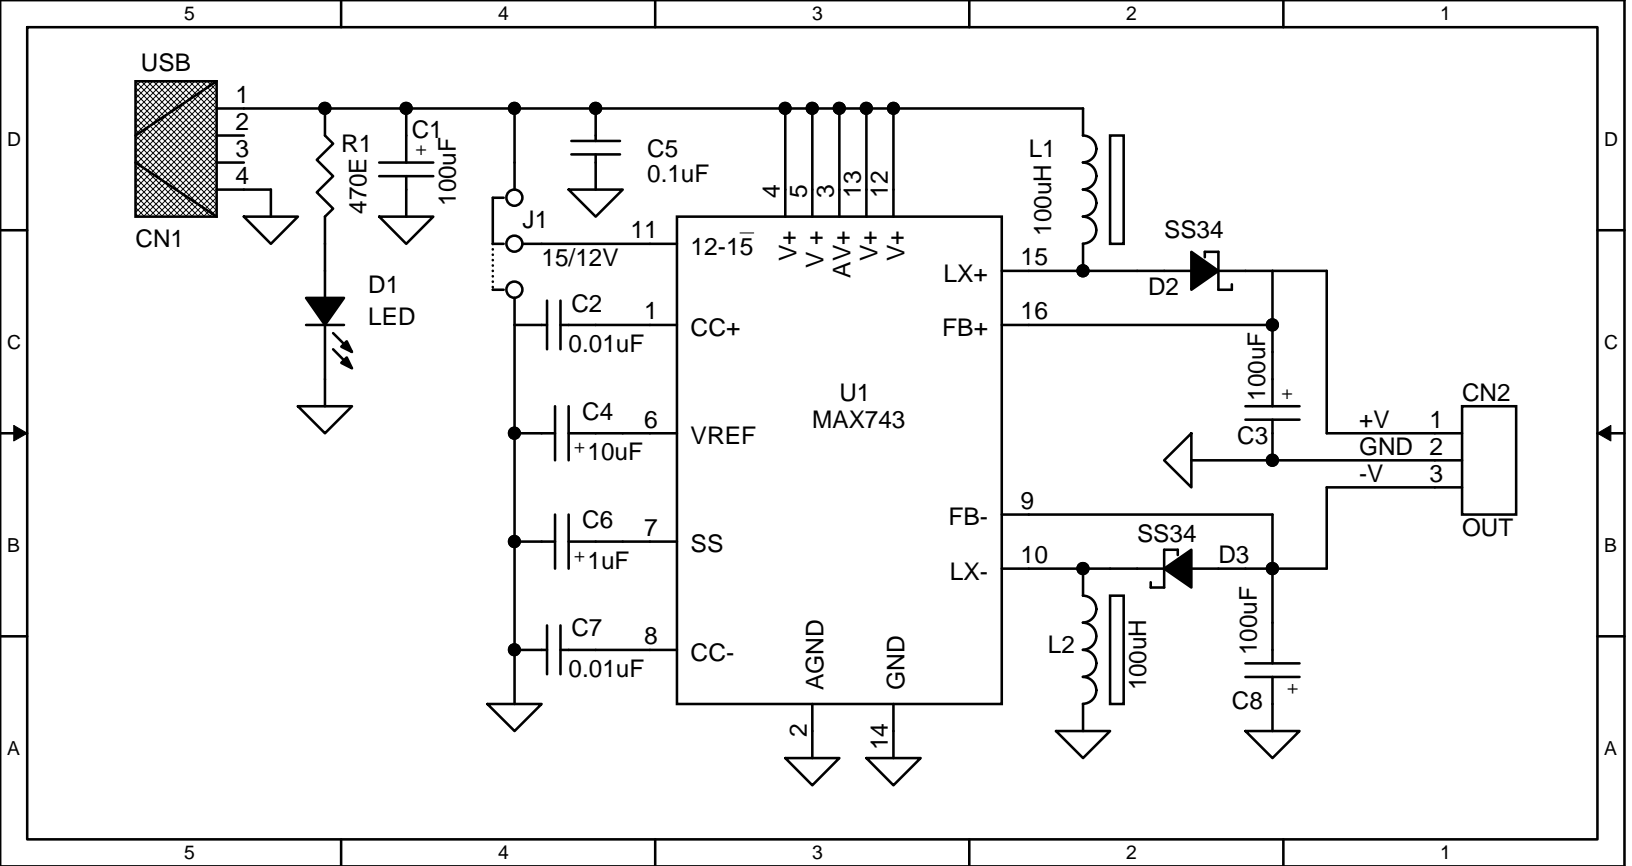 5 4 3 2 1
D
C
B
A
D
C
B
A
5 4 3 2 1
USB
1
2
3
4
CN1
R1
470E
C1
+
100uF
D1
LED
J1
15/12V
C5
0.1uF
C2
0.01uF
C4
+10uF
C6
+1uF
C7
0.01uF
4 5 3 13 12
V+ V+ AV+ V+ V+
11 12-15
1 CC+
6 VREF
7 SS
8 CC-
U1
MAX743
LX+ 15
FB+ 16
FB- 9
LX- 10
AGND GND
2 14
L1
100uH
SS34
D2
100uF
+
C3
SS34
D3
L2
100uH
100uF
C8
+
CN2
+V 1
GND 2
-V 3
OUT